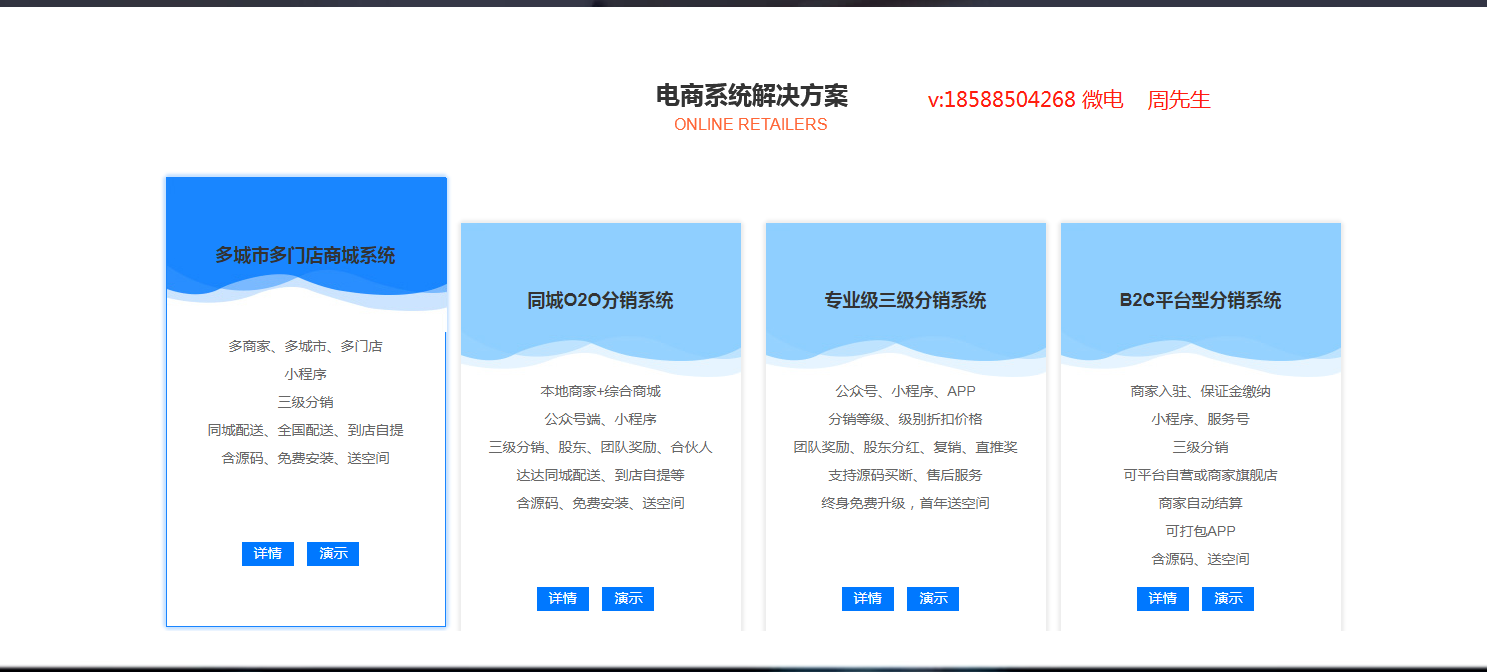 电商系统解决方案
v:18588504268 微电 周先生
ONLINE RETAILERS
多城市多门店商城系统
多商家、多城市、多门店
小程序
三级分销
同城配送、全国配送、到店自提
含源码、免费安装、送空间
详情 演示
同城O2O分销系统
本地商家+综合商城
公众号端、小程序
三级分销、股东、团队奖励、合伙人
达达同城配送、到店自提等
含源码、免费安装、送空间
详情 演示
专业级三级分销系统
公众号、小程序、APP
分销等级、级别折扣价格
团队奖励、股东分红、复销、直推奖
支持源码买断、售后服务
终身免费升级，首年送空间
详情 演示
B2C平台型分销系统
商家入驻、保证金缴纳
小程序、服务号
三级分销
可平台自营或商家旗舰店
商家自动结算
可打包APP
含源码、送空间
详情 演示